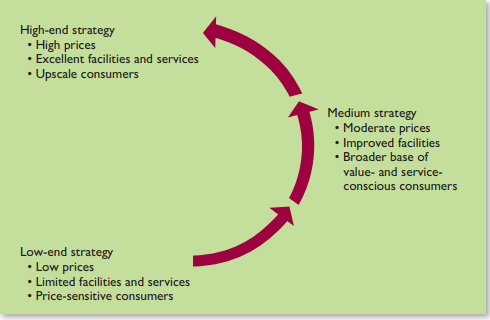 High-end strategy
• High prices
• Excellent facilities and services
• Upscale consumers
Medium strategy
• Moderate prices
• Improved facilities
• Broader base of
value- and service-
conscious consumers
Low-end strategy
• Low prices
• Limited facilities and services
• Price-sensitive consumers